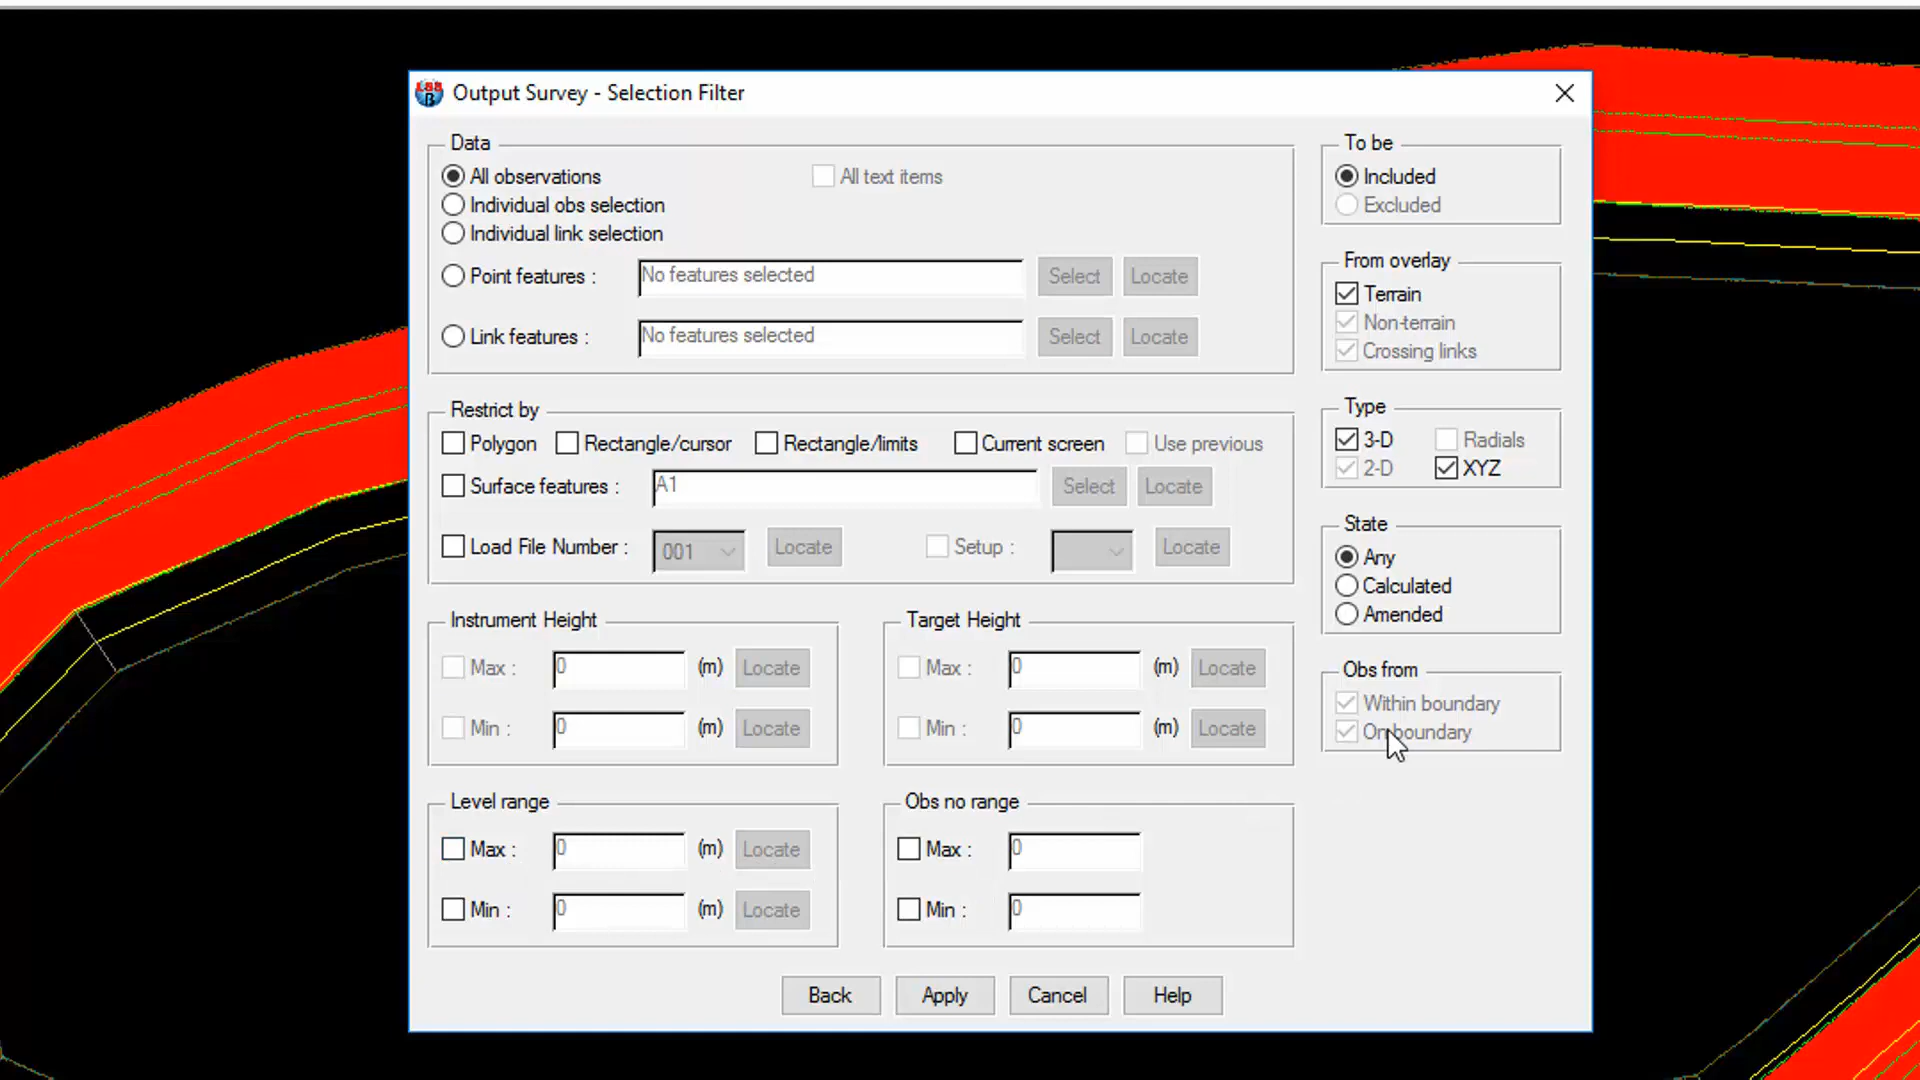 Output Survey - Selection Filter
Data
All observations
All text items
Individual obs selection
Individual link selection
Point features :
No features selected
Select
Locate
Link features :
No features selected
Select
Locate
Restrict by
Polygon
Rectangle/cursor
Rectangle/limits
Current screen
Use previous
Surface features :
A1
Select
Locate
Load File Number :
001
Locate
Setup :
Locate
Instrument Height
Max :
0
(m)
Locate
Min :
0
(m)
Locate
Target Height
Max :
0
(m)
Locate
Min :
0
(m)
Locate
Level range
Max :
0
(m)
Locate
Min :
0
(m)
Locate
Obs no range
Max :
0
Min :
0
To be
Included
Excluded
From overlay
Terrain
Non-terrain
Crossing links
Type
3-D
Radials
2-D
XYZ
State
Any
Calculated
Amended
Obs from
Within boundary
On boundary
Back
Apply
Cancel
Help